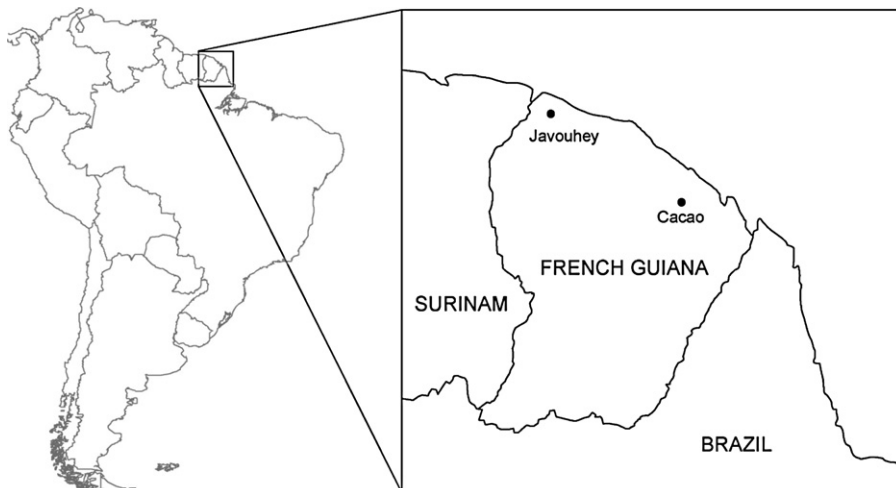 Javouhey
Cacao
FRENCH GUIANA
SURINAM
BRAZIL